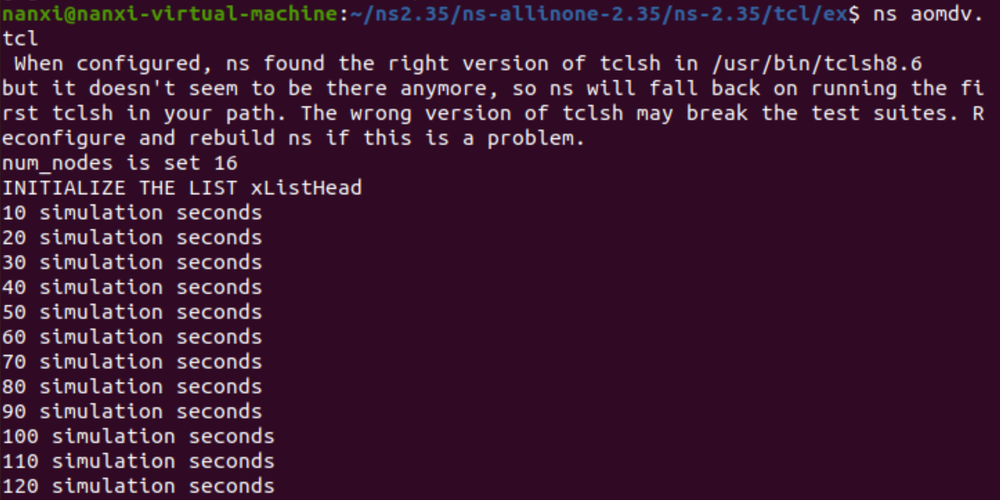 nanxi@nanxi-virtual-machine:~/ns2.35/ns-allinone-2.35/ns-2.35/tcl/ex$ ns aomdv.
tcl
 When configured, ns found the right version of tclsh in /usr/bin/tclsh8.6
but it doesn't seem to be there anymore, so ns will fall back on running the fi
rst tclsh in your path. The wrong version of tclsh may break the test suites. R
econfigure and rebuild ns if this is a problem.
num_nodes is set 16
INITIALIZE THE LIST xListHead
10 simulation seconds
20 simulation seconds
30 simulation seconds
40 simulation seconds
50 simulation seconds
60 simulation seconds
70 simulation seconds
80 simulation seconds
90 simulation seconds
100 simulation seconds
110 simulation seconds
120 simulation seconds